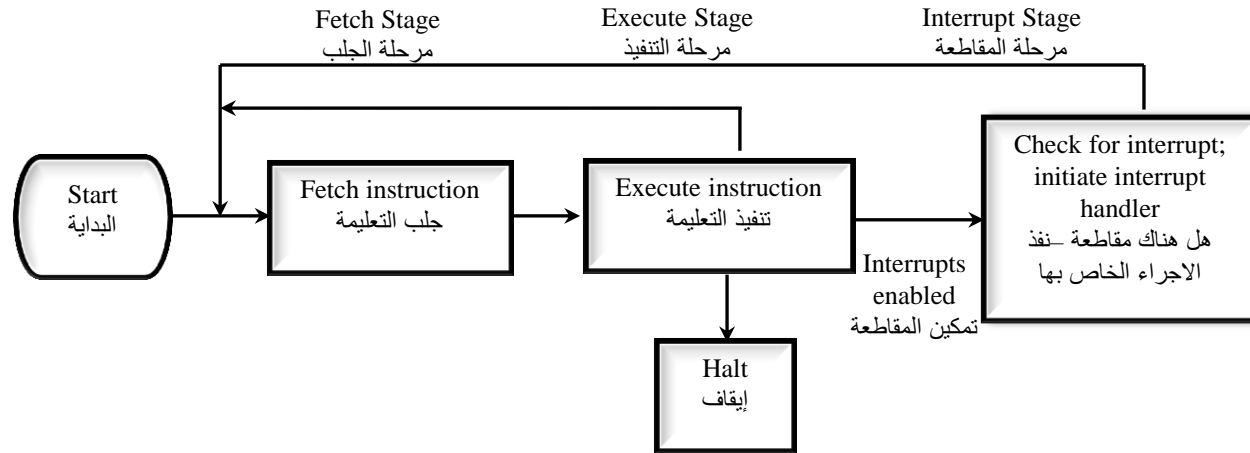 Fetch Stage
مرحلة الجلب
Execute Stage
مرحلة التنفيذ
Interrupt Stage
مرحلة المقاطعة
Start
البداية
Fetch instruction
جلب التعليمة
Execute instruction
تنفيذ التعليمة
Interrupts
enabled
تمكين المقاطعة
Check for interrupt;
initiate interrupt
handler
هل هناك مقاطعة –نفذ
الاجراء الخاص بها
Halt
إيقاف